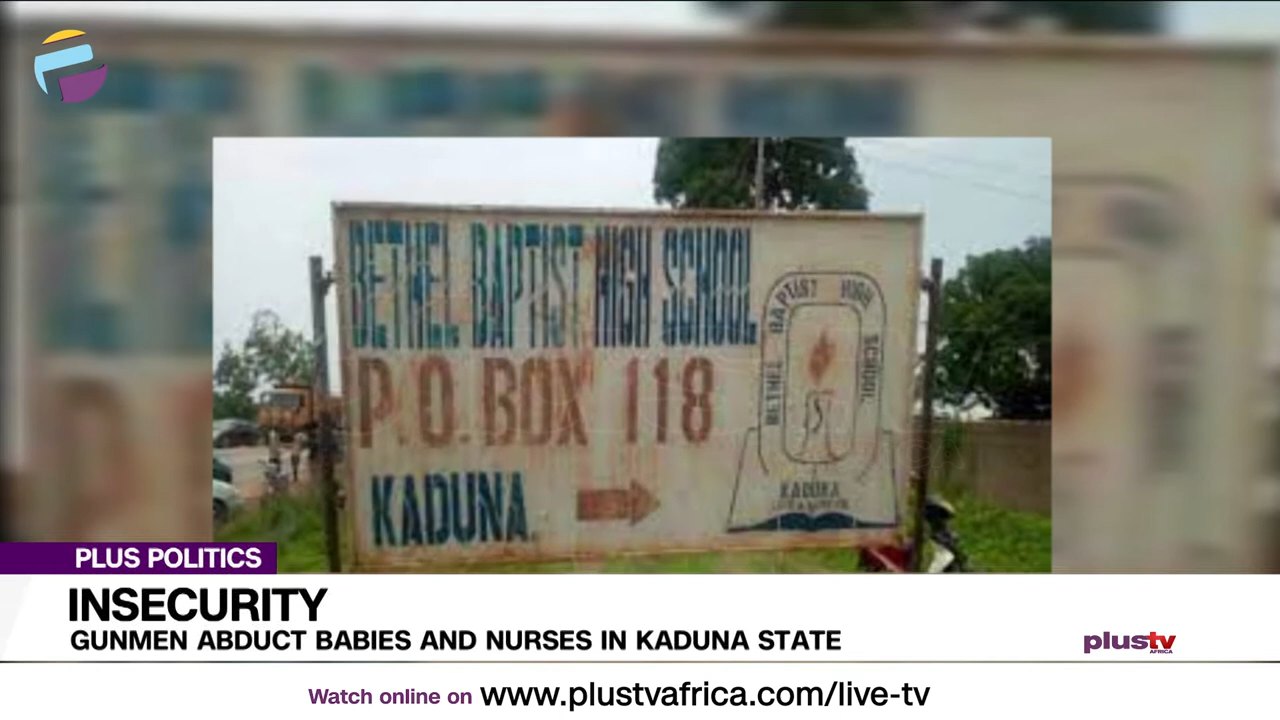 BETHEL BAPTIST HIGH SCHOOL
P.O. BOX 118
KADUNA.
BETHEL BAPTIST HIGH SCHOOL
KADUNA
PLUS POLITICS
INSECURITY
GUNMEN ABDUCT BABIES AND NURSES IN KADUNA STATE
plustv
AFRICA
Watch online on www.plustvafrica.com/live-tv